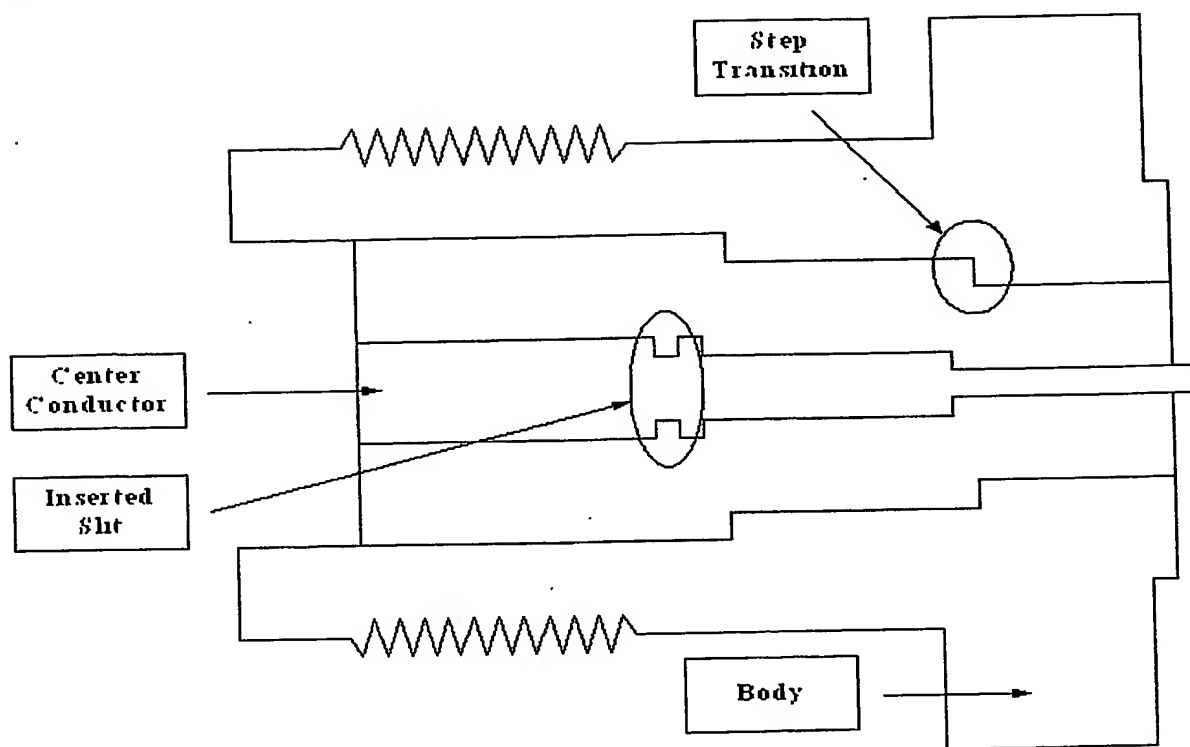 Step
Transition
Center
Conductor
Inserted
Slit
Body